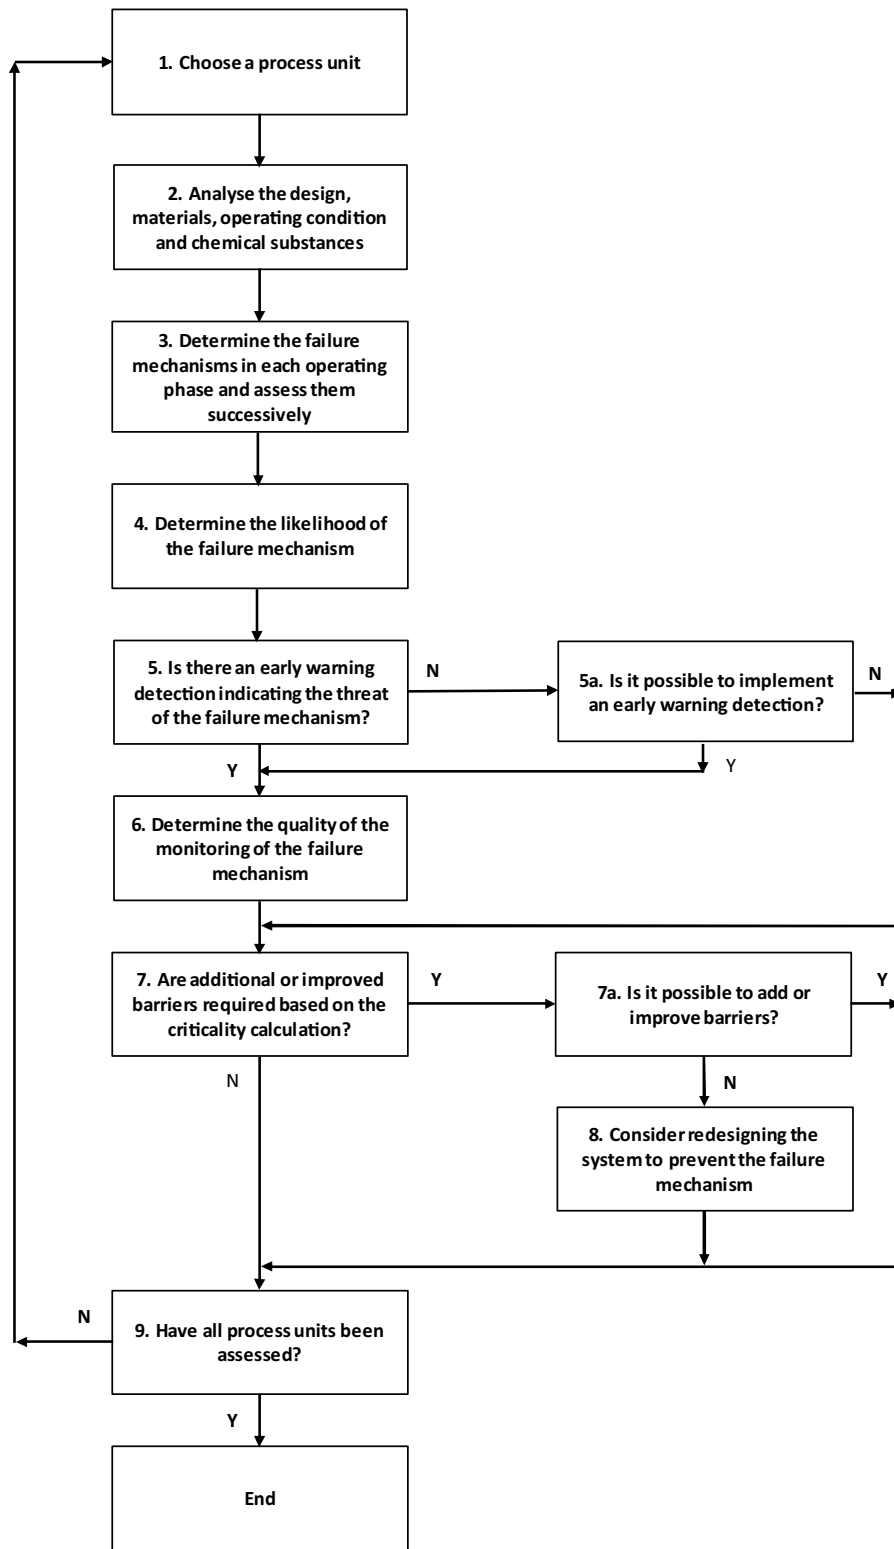 1. Choose a process unit
2. Analyse the design,
materials, operating condition
and chemical substances
3. Determine the failure
mechanisms in each operating
phase and assess them
successively
4. Determine the likelihood of
the failure mechanism
5. Is there an early warning
detection indicating the threat
of the failure mechanism?
N
5a. Is it possible to implement
an early warning detection?
N
Y
Y
6. Determine the quality of the
monitoring of the failure
mechanism
7. Are additional or improved
barriers required based on the
criticality calculation?
Y
7a. Is it possible to add or
improve barriers?
Y
N
N
8. Consider redesigning the
system to prevent the failure
mechanism
N
9. Have all process units been
assessed?
Y
End